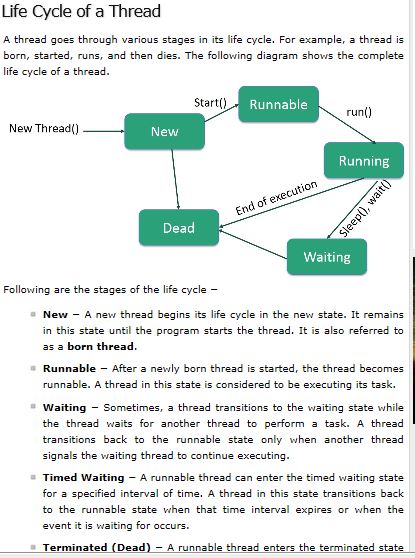 Life Cycle of a Thread
A thread goes through various stages in its life cycle. For example, a thread is
born, started, runs, and then dies. The following diagram shows the complete
life cycle of a thread.
Start()
Runnable
run()
New Thread()
New
Running
End of execution
Sleep(), wait()
Dead
Waiting
Following are the stages of the life cycle −
New − A new thread begins its life cycle in the new state. It remains
in this state until the program starts the thread. It is also referred to
as a born thread.
Runnable − After a newly born thread is started, the thread becomes
runnable. A thread in this state is considered to be executing its task.
Waiting − Sometimes, a thread transitions to the waiting state while
the thread waits for another thread to perform a task. A thread
transitions back to the runnable state only when another thread
signals the waiting thread to continue executing.
Timed Waiting − A runnable thread can enter the timed waiting state
for a specified interval of time. A thread in this state transitions back
to the runnable state when that time interval expires or when the
event it is waiting for occurs.
Terminated (Dead) − A runnable thread enters the terminated state